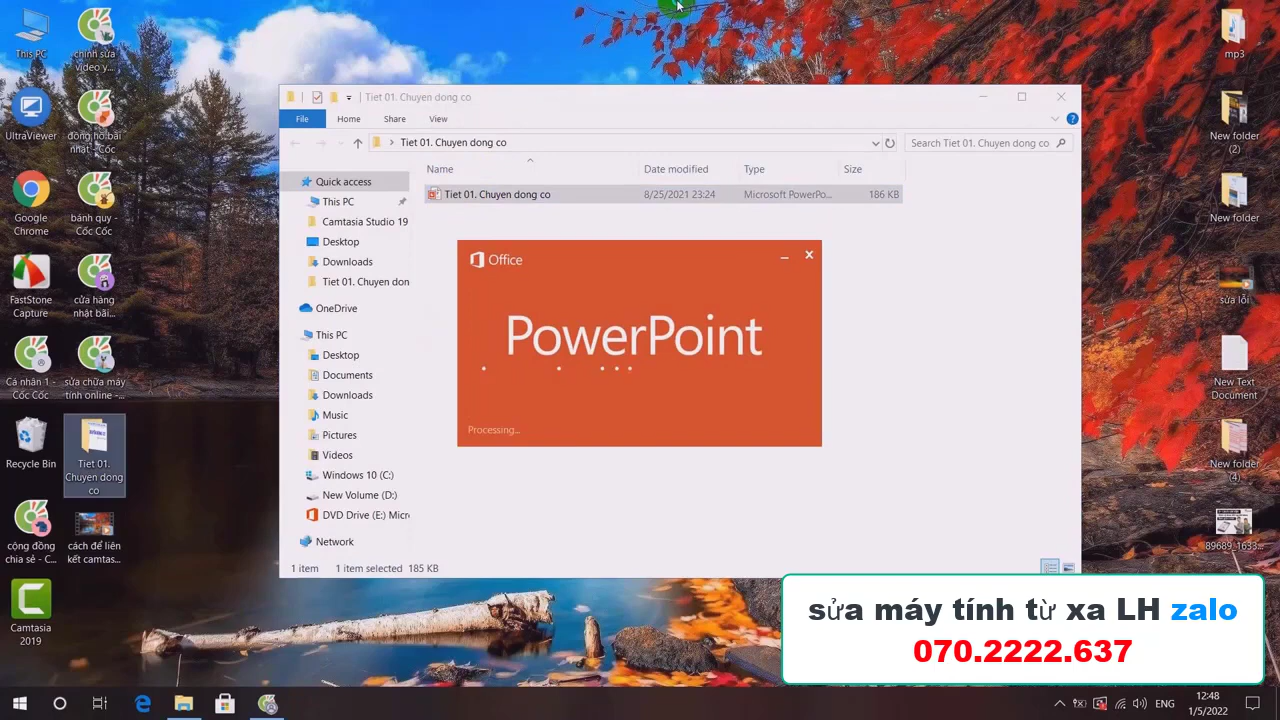 This PC
chỉnh sửa
video y...
UltraViewer
đồng hồ bãi
nhật - Cốc
Google
Chrome
bánh quy -
Cốc Cốc
FastStone
Capture
cửa hàng
nhật bãi...
Cá nhân 1 -
Cốc Cốc
sửa chữa máy
tính online -...
Recycle Bin
Tiet 01.
Chuyen dong
co
cộng đồng
chia sẻ - C...
cách để liên
kết camtas...
Camtasia
2019
Tiet 01. Chuyen dong co
File
Home
Share
View
Tiet 01. Chuyen dong co
Search Tiet 01. Chuyen dong co
Name
Date modified
Type
Size
Tiet 01. Chuyen dong co
8/25/2021 23:24
Microsoft PowerPo...
186 KB
Quick access
This PC
Camtasia Studio 19
Desktop
Downloads
Tiet 01. Chuyen don
OneDrive
This PC
Desktop
Documents
Downloads
Music
Pictures
Videos
Windows 10 (C:)
New Volume (D:)
DVD Drive (E:) Micr
Network
1 item
1 item selected
185 KB
Office
PowerPoint
Processing...
mp3
New folder
(2)
New folder
sửa lỗi
New Text
Document
New folder
(4)
89689_1633...
sửa máy tính từ xa LH zalo
070.2222.637
ENG
12:48
1/5/2022